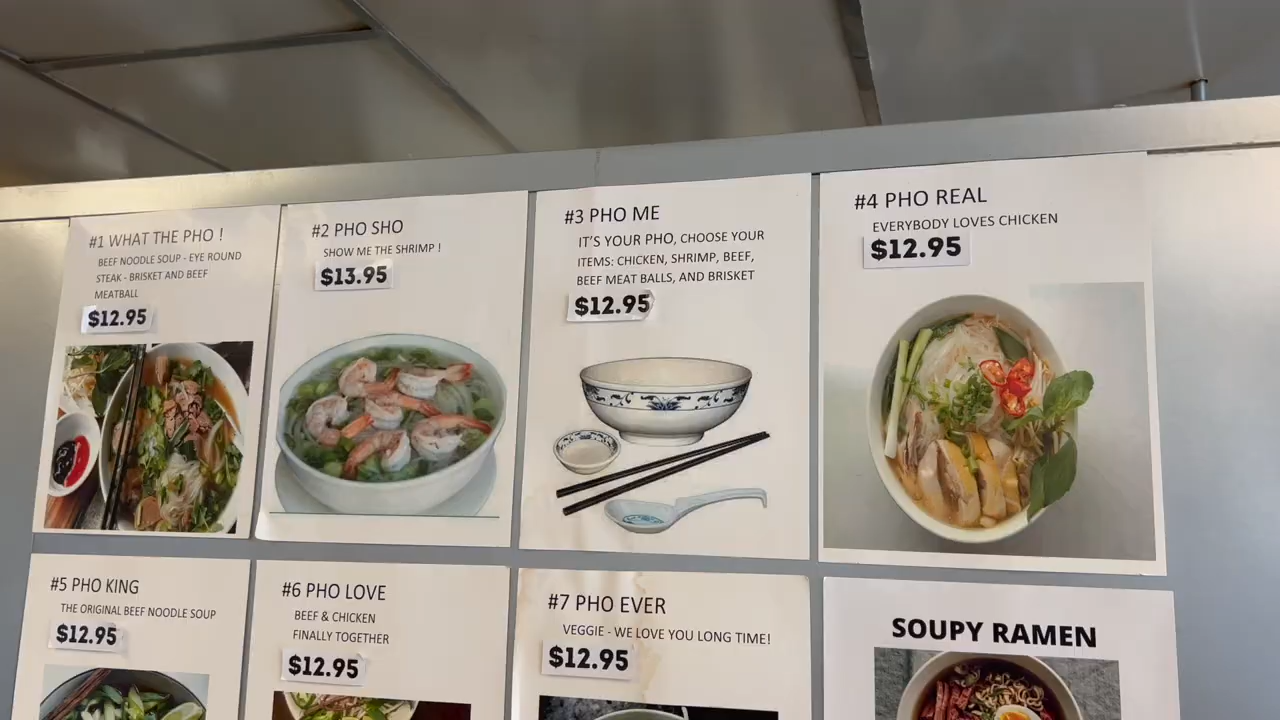 #1 WHAT THE PHO !
BEEF NOODLE SOUP - EYE ROUND
STEAK - BRISKET AND BEEF
MEATBALL
$12.95
#2 PHO SHO
SHOW ME THE SHRIMP !
$13.95
#3 PHO ME
IT'S YOUR PHO, CHOOSE YOUR
ITEMS: CHICKEN, SHRIMP, BEEF,
BEEF MEAT BALLS, AND BRISKET
$12.95
#4 PHO REAL
EVERYBODY LOVES CHICKEN
$12.95
#5 PHO KING
THE ORIGINAL BEEF NOODLE SOUP
$12.95
#6 PHO LOVE
BEEF & CHICKEN
FINALLY TOGETHER
$12.95
#7 PHO EVER
VEGGIE - WE LOVE YOU LONG TIME!
$12.95
SOUPY RAMEN